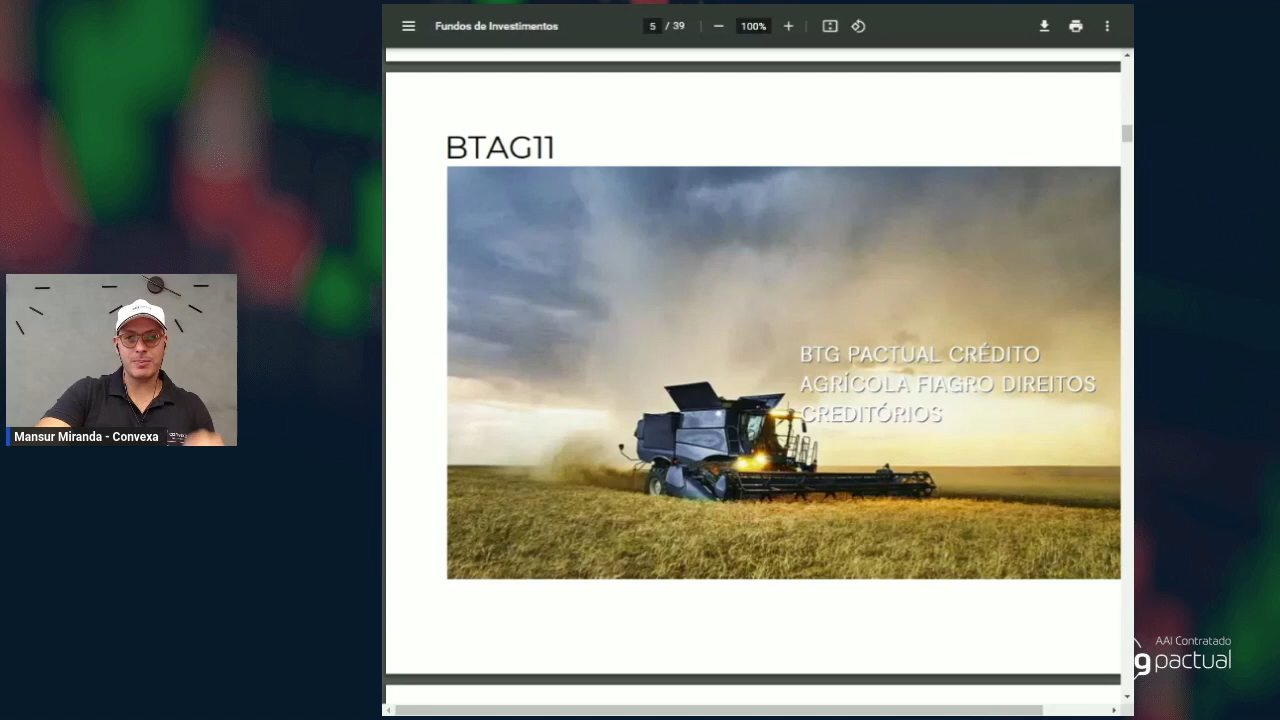 Fundos de Investimentos
5 / 39
100%
BTAG11
BTG PACTUAL CRÉDITO
AGRÍCOLA FIAGRO DIREITOS
CREDITÓRIOS
Mansur Miranda - Convexa
AAI Contratado
g pactual